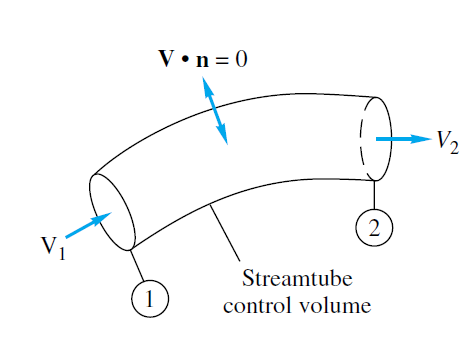 V • n = 0
V₂
2
V₁
Streamtube
control volume
1